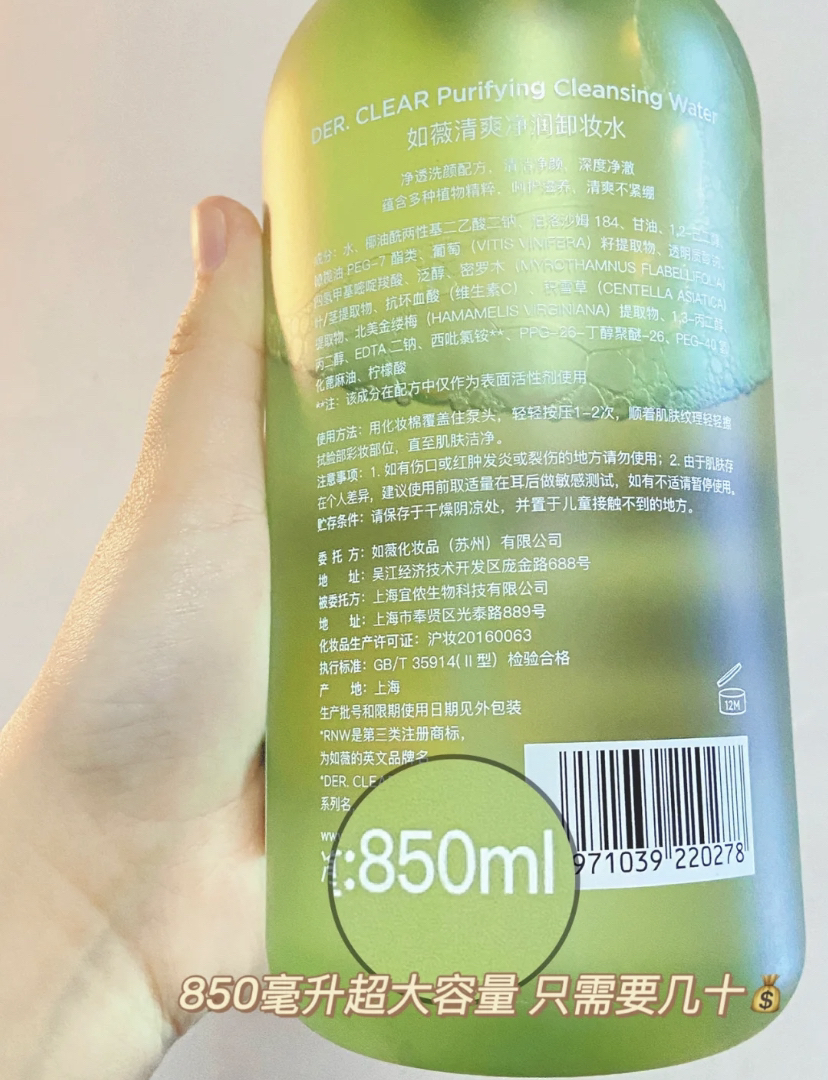 DER. CLEAR Purifying Cleansing Water
如薇清爽净润卸妆水
净透洗颜配方，清洁净颜、深度净澈
蕴含多种植物精粹、呵护滋养、清爽不紧绷
成分：水、椰油酰两性基二乙酸二钠、泊洛沙姆 184、甘油、1,2-己二醇、
橄榄油 PEG-7 酯类、葡萄（VITIS VINIFERA）籽提取物、透明质酸钠、
四氢甲基嘧啶羧酸、泛醇、密罗木（MYROTHAMNUS FLABELLIFOLIA）
叶/茎提取物、抗坏血酸（维生素C）、积雪草（CENTELLA ASIATICA）
提取物、北美金缕梅（HAMAMELIS VIRGINIANA）提取物、1,3-丙二醇、
丙二醇、EDTA 二钠、西吡氯铵**、PPG-26-丁醇聚醚-26、PEG-40 氢
化蓖麻油、柠檬酸
**注：该成分在配方中仅作为表面活性剂使用
使用方法：用化妆棉覆盖住泵头，轻轻按压1-2次，顺着肌肤纹理轻轻擦
拭脸部彩妆部位，直至肌肤洁净。
注意事项：1. 如有伤口或红肿发炎或裂伤的地方请勿使用；2. 由于肌肤存
在个人差异，建议使用前取适量在耳后做敏感测试，如有不适请暂停使用。
贮存条件：请保存于干燥阴凉处，并置于儿童接触不到的地方。
委 托 方：如薇化妆品（苏州）有限公司
地 址：吴江经济技术开发区庞金路688号
被委托方：上海宜侬生物科技有限公司
地 址：上海市奉贤区光泰路889号
化妆品生产许可证：沪妆20160063
执行标准：GB/T 35914(Ⅱ型）检验合格
产 地：上海
生产批号和限期使用日期见外包装
12M
*RNW是第三类注册商标，
为如薇的英文品牌名
*DER. CLEA
系列名
ww
:850ml
971039 220278
850毫升超大容量 只需要几十💰